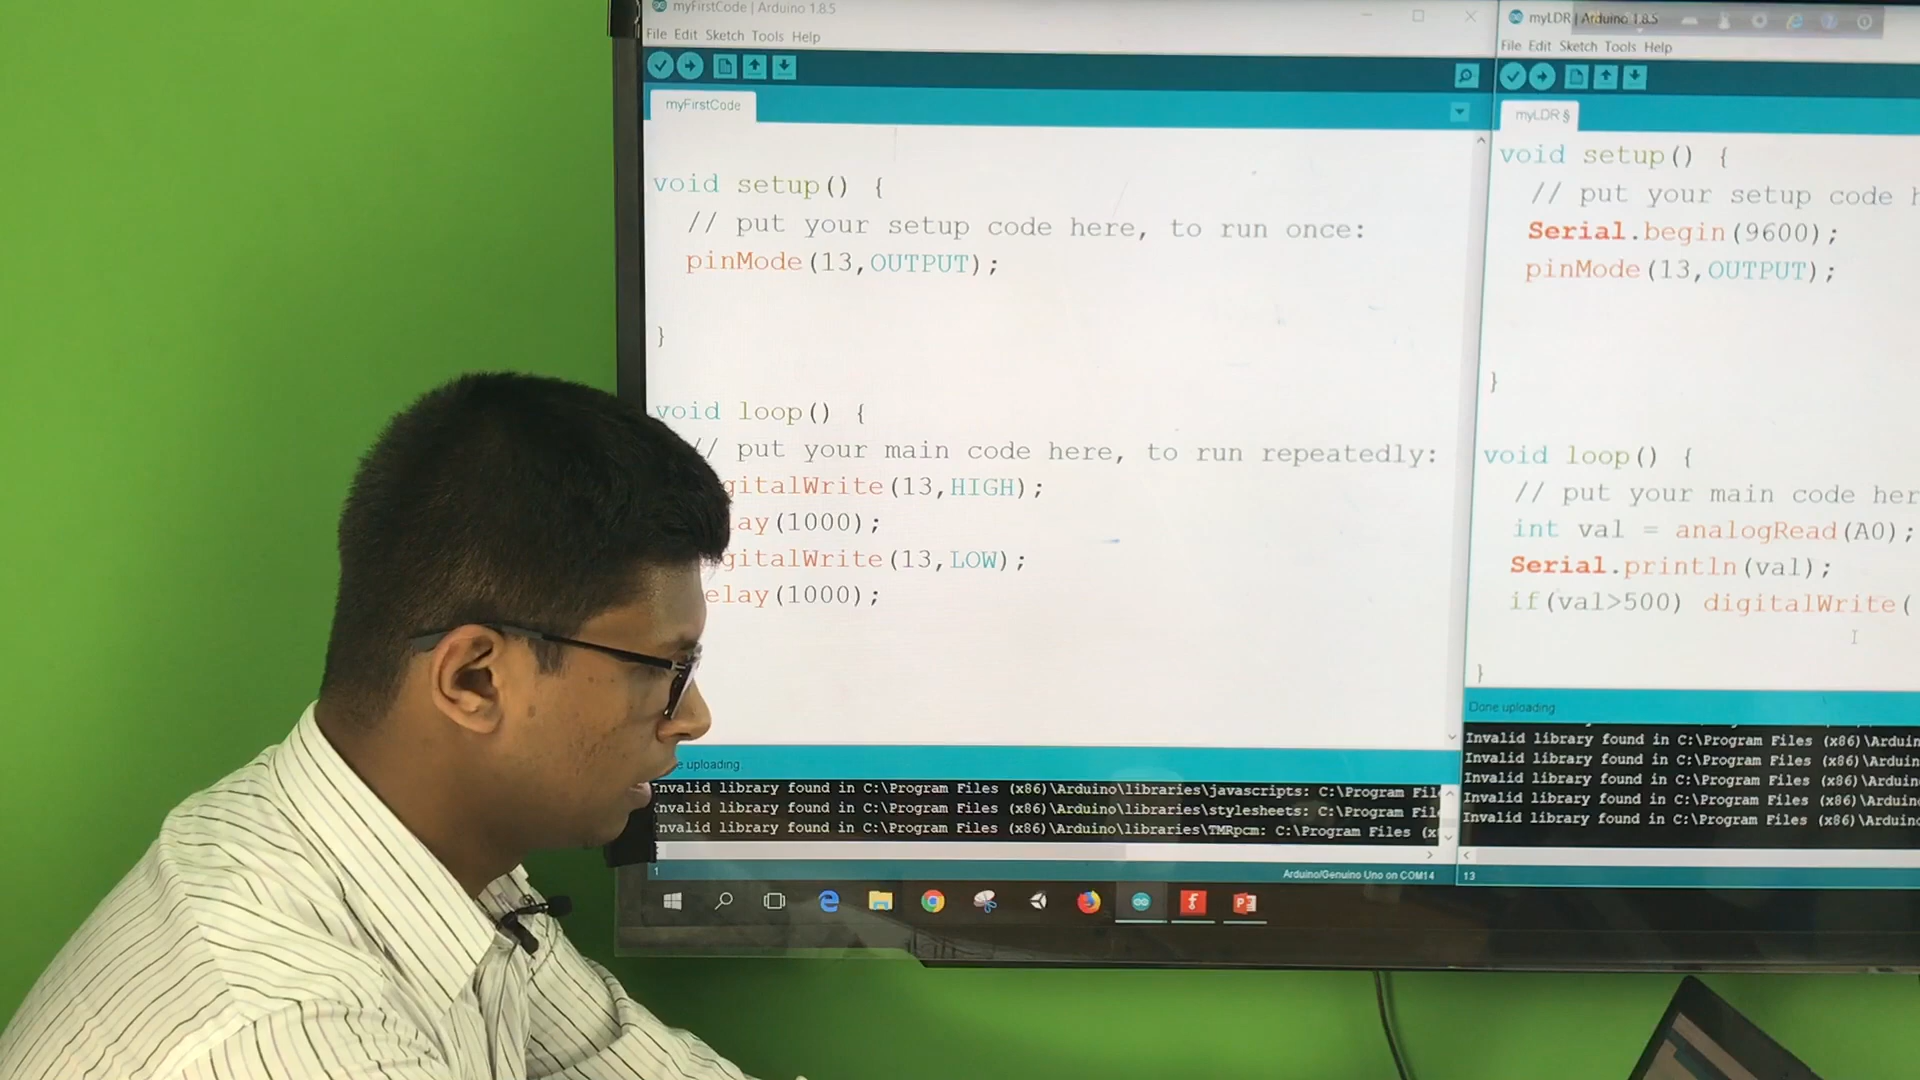 myFirstCode | Arduino 1.8.5
File Edit Sketch Tools Help
myFirstCode
void setup() {
// put your setup code here, to run once:
pinMode(13,OUTPUT);
}
void loop() {
// put your main code here, to run repeatedly:
gitalWrite(13,HIGH);
lay(1000);
gitalWrite(13,LOW);
elay(1000);
e uploading
Invalid library found in C:\Program Files (x86)\Arduino\libraries\javascripts: C:\Program Fil
Invalid library found in C:\Program Files (x86)\Arduino\libraries\stylesheets: C:\Program Fil
nvalid library found in C:\Program Files (x86)\Arduino\libraries\TMRpcm: C:\Program Files (x
1
Arduino/Genuino Uno on COM14
myLDR | Arduino 1.8.5
File Edit Sketch Tools Help
myLDR §
void setup() {
// put your setup code h
Serial.begin(9600);
pinMode(13,OUTPUT);
}
void loop() {
// put your main code her
int val = analogRead(A0);
Serial.println(val);
if(val>500) digitalWrite(
}
Done uploading
Invalid library found in C:\Program Files (x86)\Arduin
Invalid library found in C:\Program Files (x86)\Arduin
Invalid library found in C:\Program Files (x86)\Arduin
Invalid library found in C:\Program Files (x86)\Arduin
Invalid library found in C:\Program Files (x86)\Arduin
13